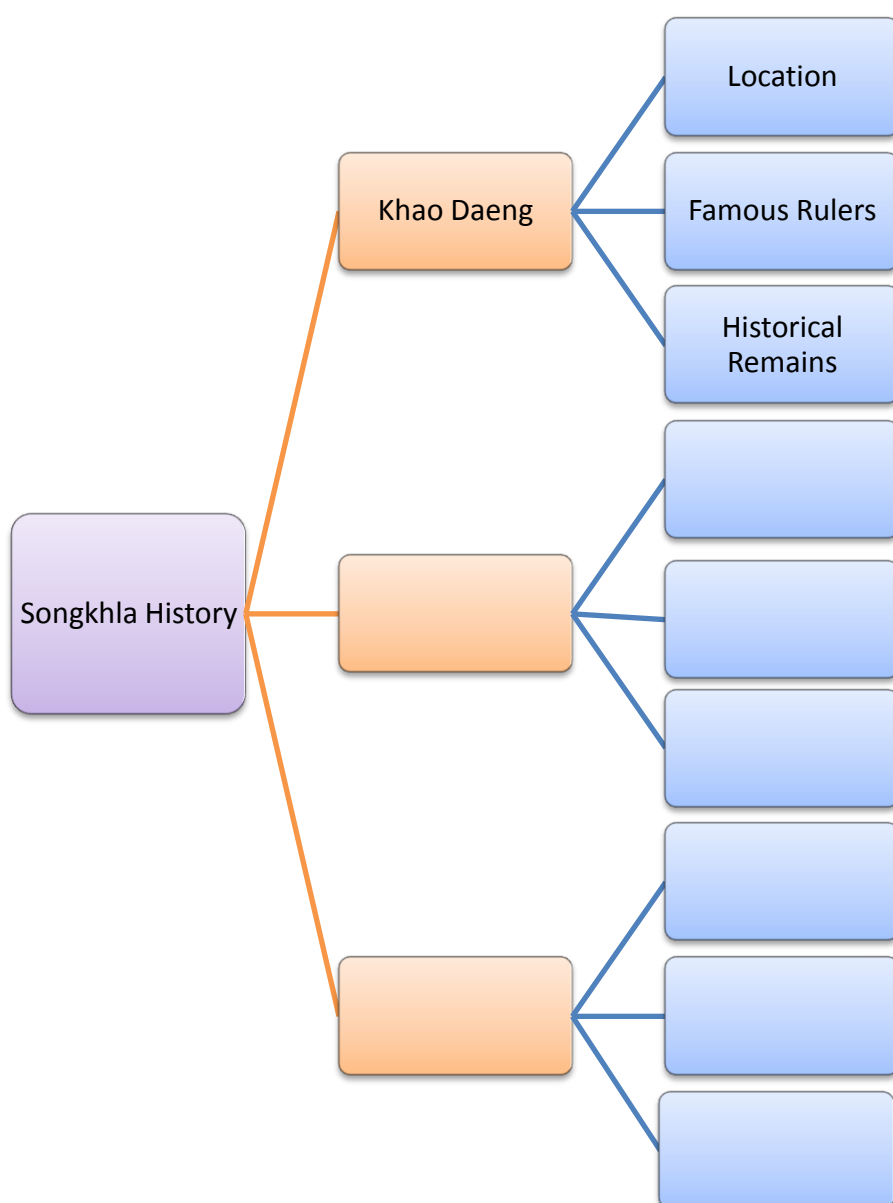 Location
Khao Daeng
Famous Rulers
Historical
Remains
Songkhla History